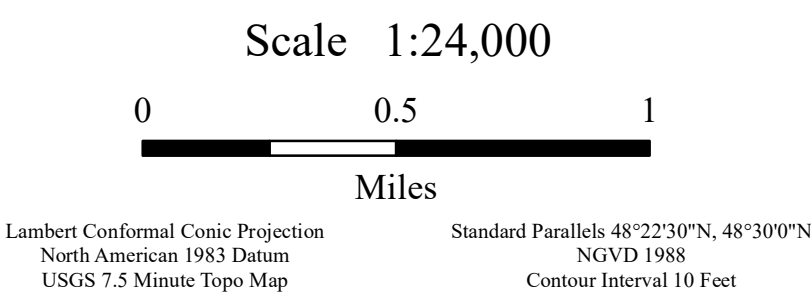 Scale 1:24,000
0 0.5 1
Miles
Lambert Conformal Conic Projection
North American 1983 Datum
USGS 7.5 Minute Topo Map
Standard Parallels 48°22'30"N, 48°30'0"N
NGVD 1988
Contour Interval 10 Feet